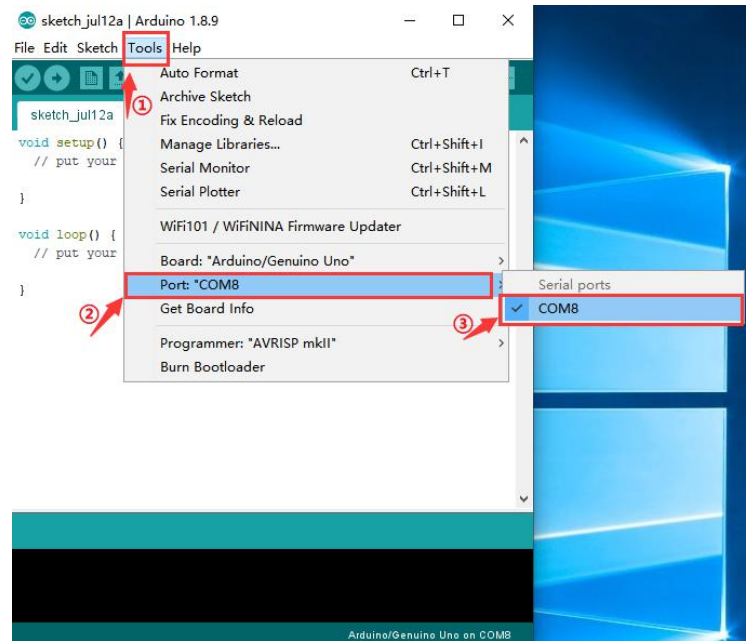 sketch_jul12a | Arduino 1.8.9
File Edit Sketch Tools Help
①
Auto Format Ctrl+T
Archive Sketch
Fix Encoding & Reload
Manage Libraries... Ctrl+Shift+I
Serial Monitor Ctrl+Shift+M
Serial Plotter Ctrl+Shift+L
WiFi101 / WiFiNINA Firmware Updater
Board: "Arduino/Genuino Uno"
Port: "COM8
Get Board Info
Programmer: "AVRISP mkII"
Burn Bootloader
②
Serial ports
COM8
③
sketch_jul12a
void setup() {
// put your
}
void loop() {
// put your
}
Arduino/Genuino Uno on COM8